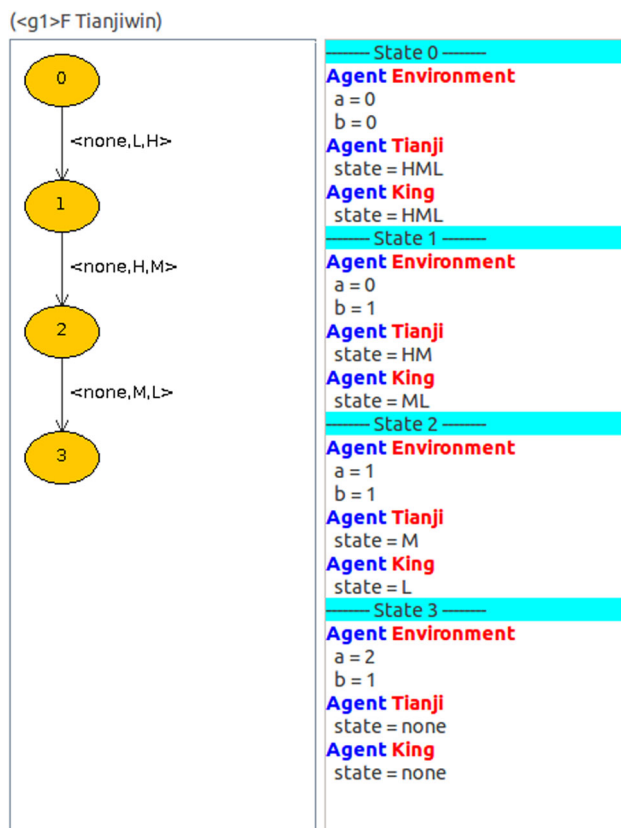 (<g1>F Tianjiwin)
0
<none,L,H>
1
<none,H,M>
2
<none,M,L>
3
-------- State 0 --------
Agent Environment
a = 0
b = 0
Agent Tianji
state = HML
Agent King
state = HML
-------- State 1 --------
Agent Environment
a = 0
b = 1
Agent Tianji
state = HM
Agent King
state = ML
-------- State 2 --------
Agent Environment
a = 1
b = 1
Agent Tianji
state = M
Agent King
state = L
-------- State 3 --------
Agent Environment
a = 2
b = 1
Agent Tianji
state = none
Agent King
state = none